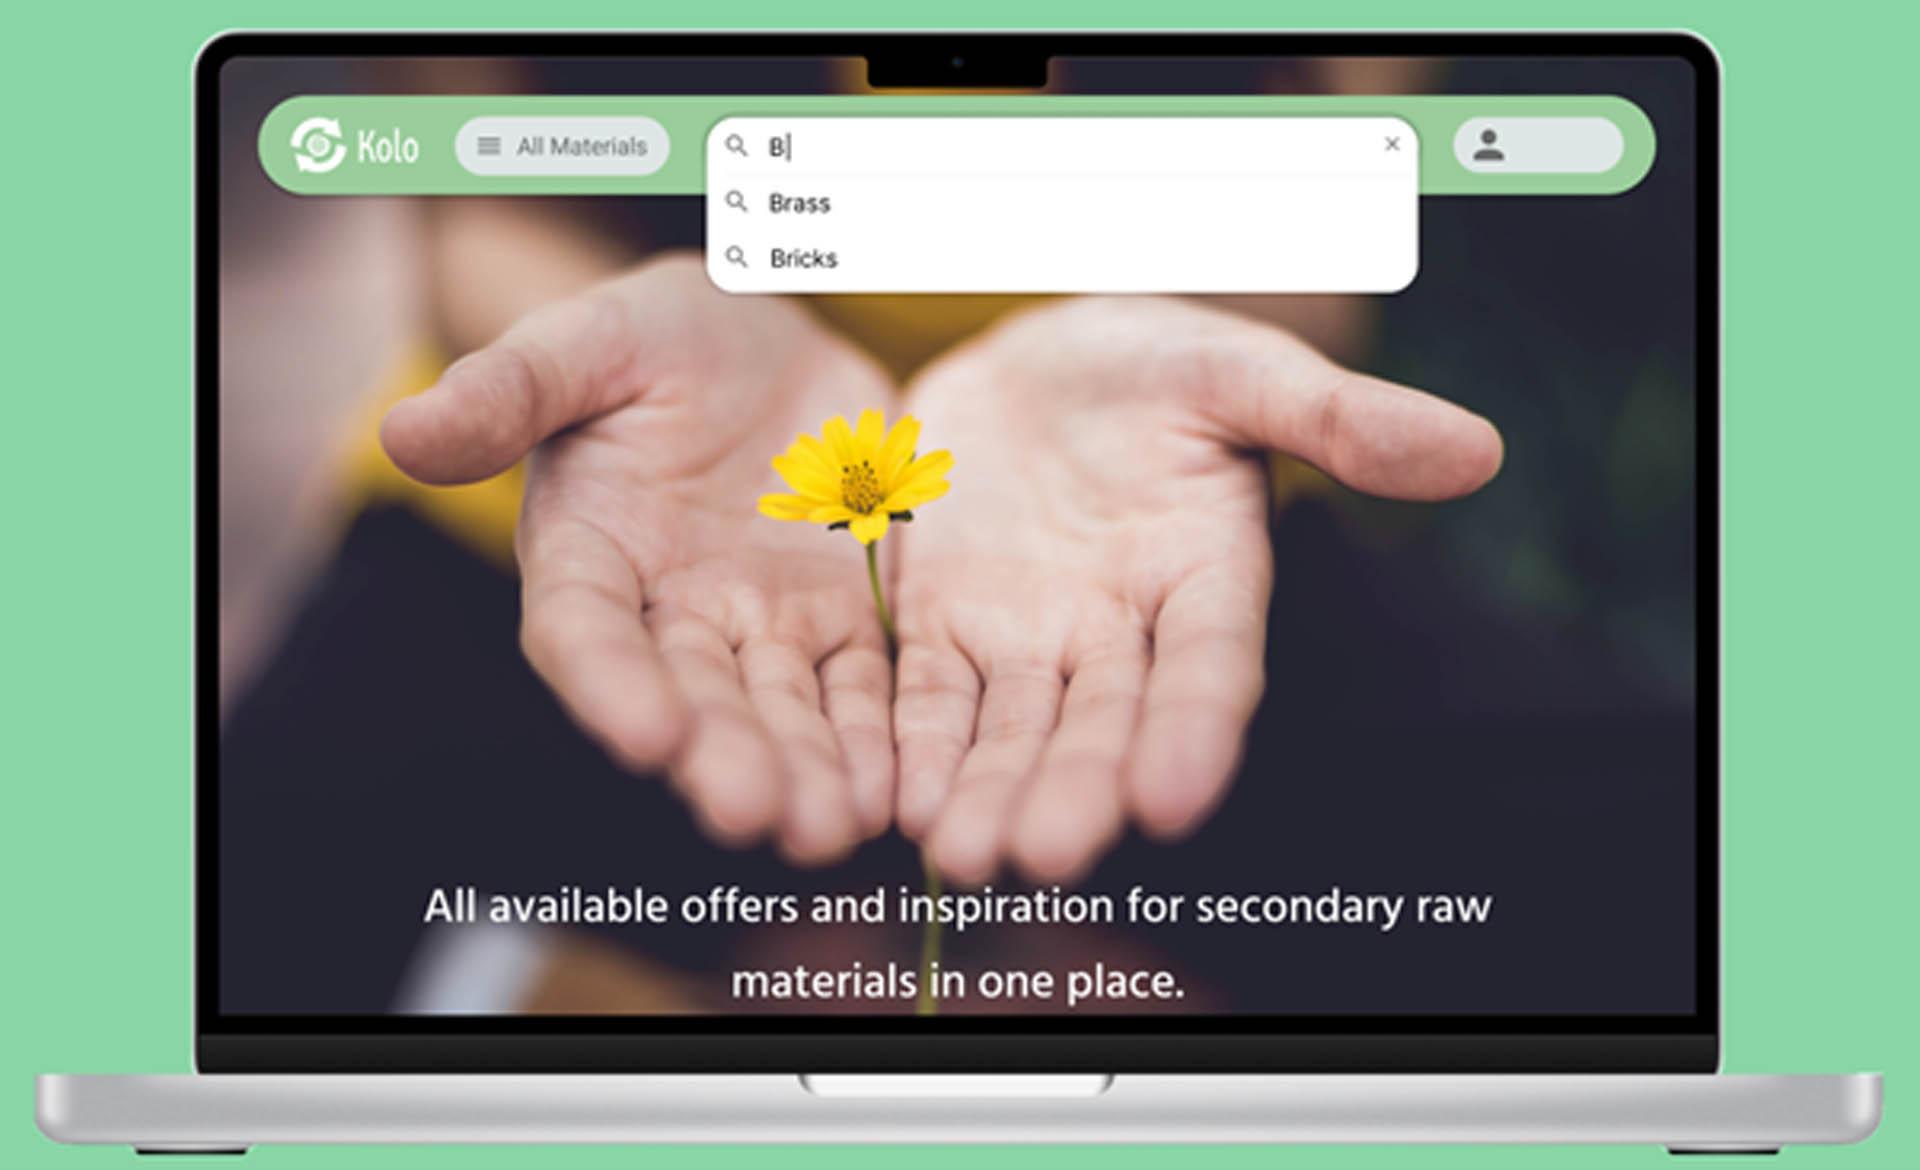 Kolo
All Materials
B
Brass
Bricks
All available offers and inspiration for secondary raw
materials in one place.